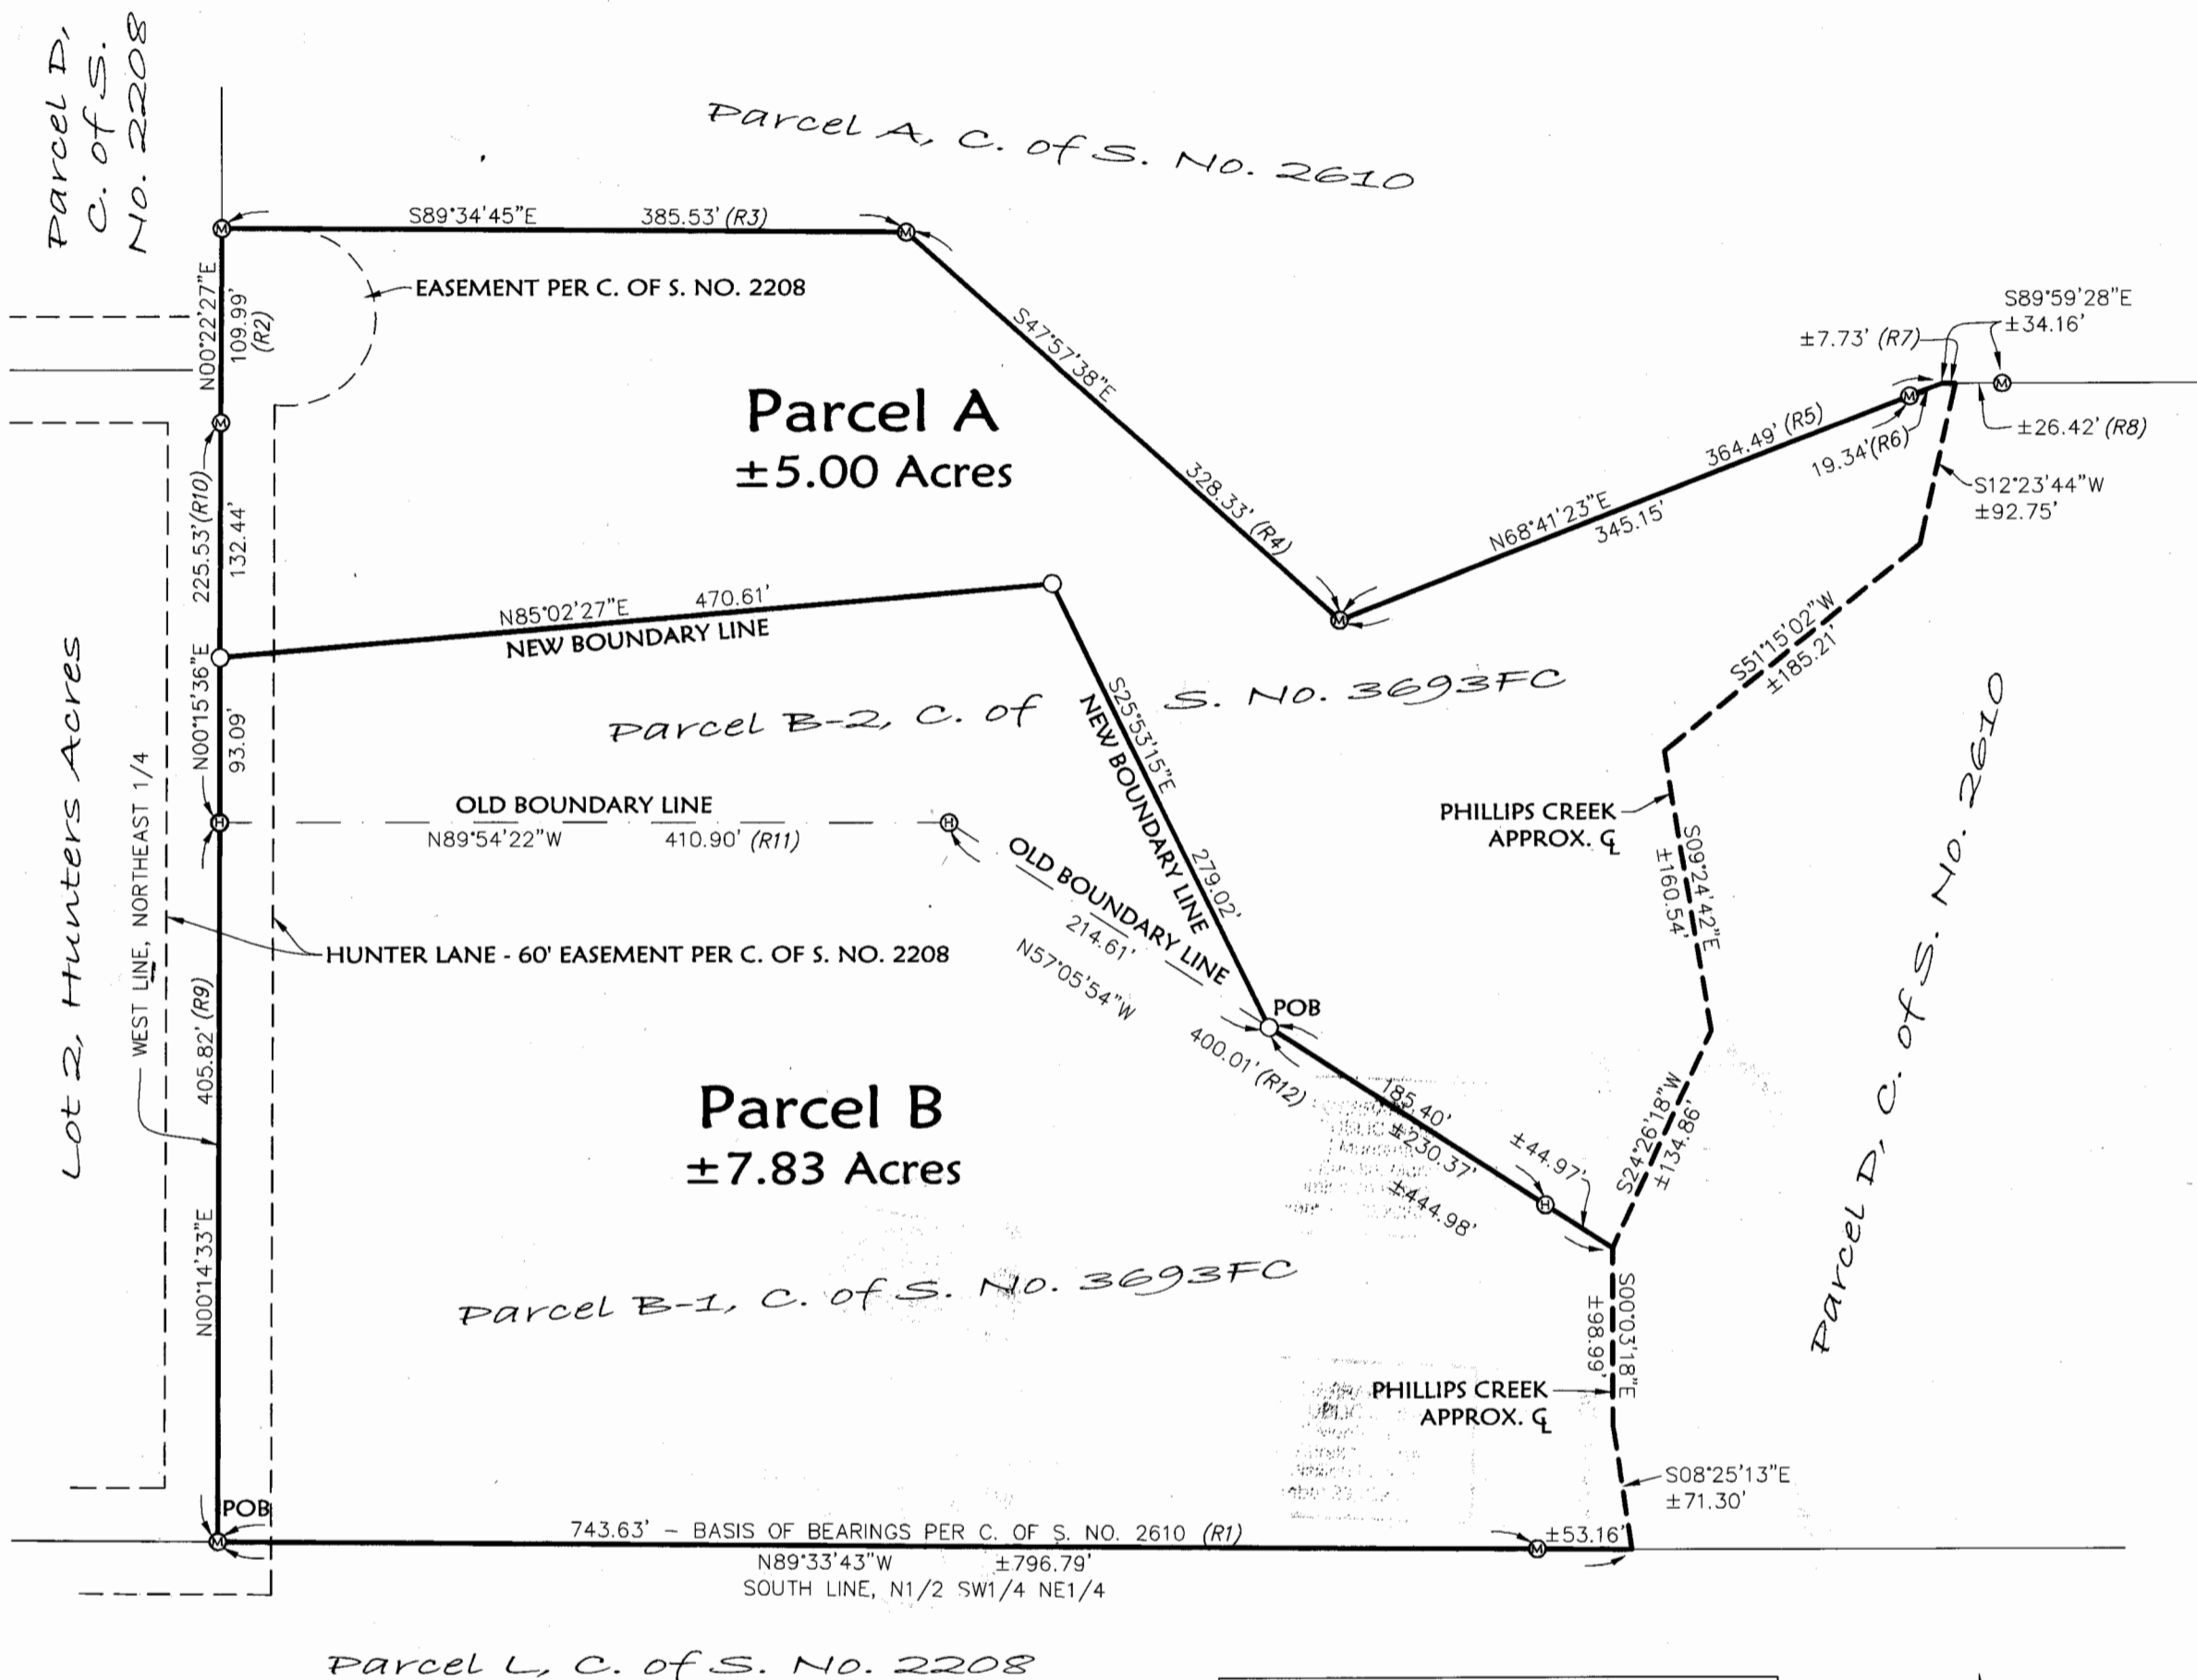 Parcel D,
C. of S.
No. 2208
Parcel A, C. of S. No. 2610
S89°34'45"E 385.53' (R3)
EASEMENT PER C. OF S. NO. 2208
N00°22'27"E
109.99'
(R2)
S47°57'38"E
328.33' (R4)
S89°59'28"E
±34.16'
±7.73' (R7)
±26.42' (R8)
364.49' (R5)
19.34'(R6)
N68°41'23"E
345.15'
S12°23'44"W
±92.75'
Parcel A
±5.00 Acres
225.53'(R10)
132.44'
N85°02'27"E 470.61'
NEW BOUNDARY LINE
S51°15'02"W
±185.21'
N00°15'36"E
93.09'
Parcel B-2, C. of S. No. 3693FC
S25°53'15"E
279.02'
NEW BOUNDARY LINE
Lot 2, Hunters Acres
WEST LINE, NORTHEAST 1/4
OLD BOUNDARY LINE
N89°54'22"W 410.90' (R11)
OLD BOUNDARY LINE
214.61'
N57°05'54"W
400.01' (R12)
PHILLIPS CREEK
APPROX. ℄
S09°24'42"E
±160.54'
Parcel D, C. of S. No. 2610
HUNTER LANE - 60' EASEMENT PER C. OF S. NO. 2208
POB
405.82' (R9)
N00°14'33"E
Parcel B
±7.83 Acres
185.40'
±230.37'
±444.98'
±44.97'
S24°26'18"W
±134.86'
Parcel B-1, C. of S. No. 3693FC
S00°03'18"E
±98.99'
PHILLIPS CREEK
APPROX. ℄
S08°25'13"E
±71.30'
POB
743.63' – BASIS OF BEARINGS PER C. OF S. NO. 2610 (R1)
±53.16'
N89°33'43"W ±796.79'
SOUTH LINE, N1/2 SW1/4 NE1/4
Parcel L, C. of S. No. 2208